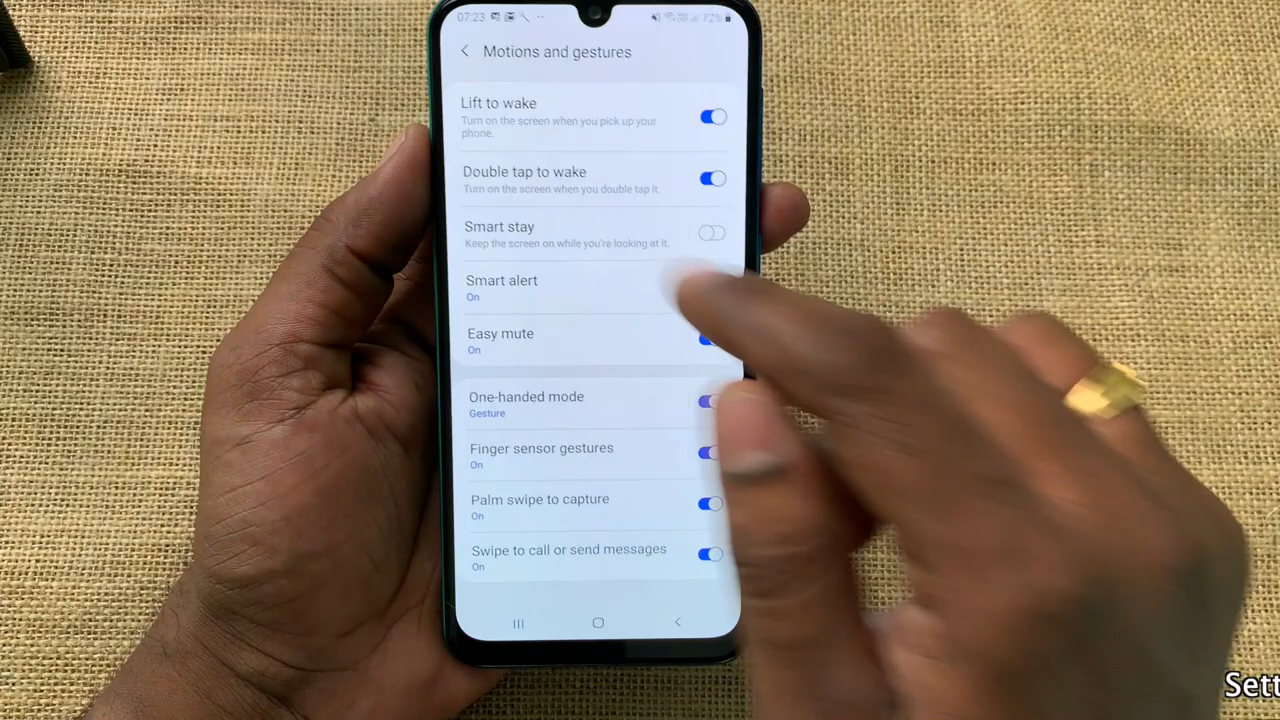 07:23
72%
Motions and gestures
Lift to wake
Turn on the screen when you pick up your
phone.
Double tap to wake
Turn on the screen when you double tap it.
Smart stay
Keep the screen on while you're looking at it.
Smart alert
On
Easy mute
On
One-handed mode
Gesture
Finger sensor gestures
On
Palm swipe to capture
On
Swipe to call or send messages
On
Sett